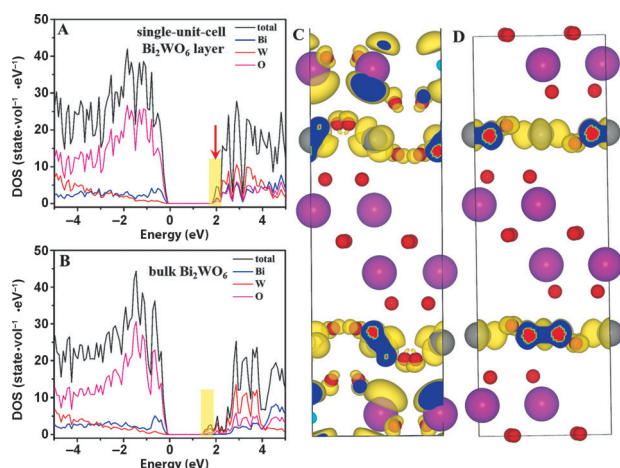 A
single-unit-cell
Bi₂WO₆ layer
total
Bi
W
O
DOS (state·vol⁻¹ ·eV⁻¹)
50
40
30
20
10
0
−4 −2 0 2 4
Energy (eV)
B
bulk Bi₂WO₆
total
Bi
W
O
DOS (state·vol⁻¹ ·eV⁻¹)
50
40
30
20
10
0
−4 −2 0 2 4
Energy (eV)
C
D